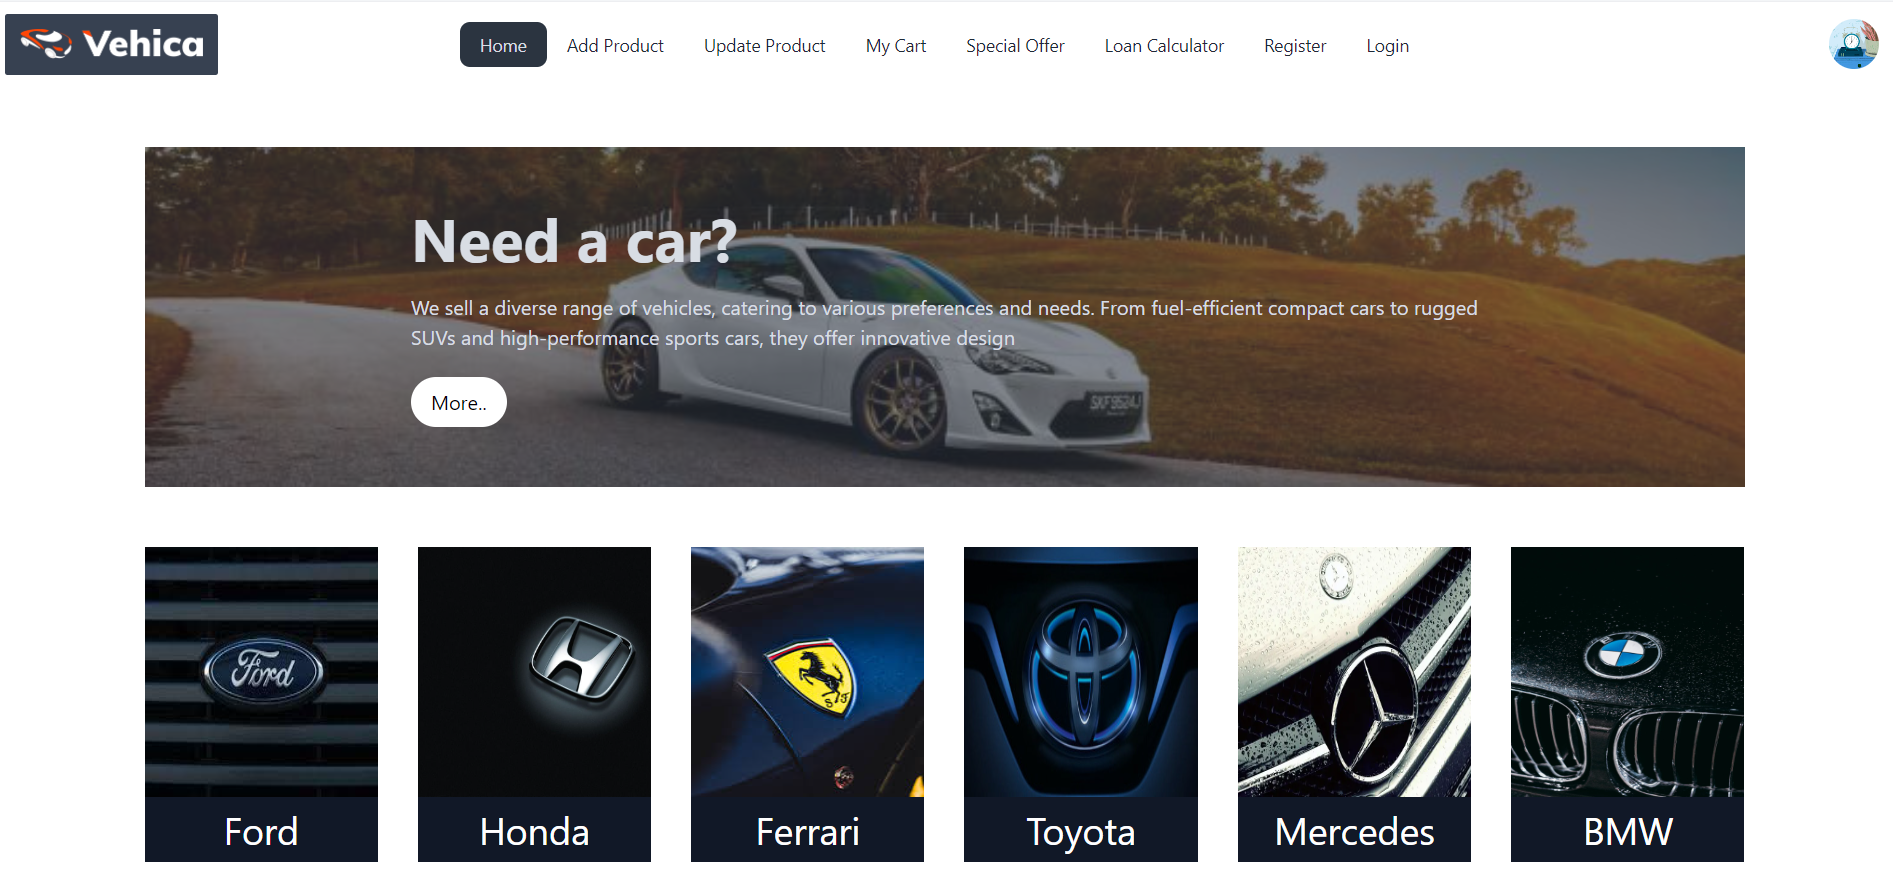 Vehica
Home Add Product Update Product My Cart Special Offer Loan Calculator Register Login
Need a car?
We sell a diverse range of vehicles, catering to various preferences and needs. From fuel-efficient compact cars to rugged
SUVs and high-performance sports cars, they offer innovative design
More..
SKF9524J
Ford
S F
Ford Honda Ferrari Toyota Mercedes BMW